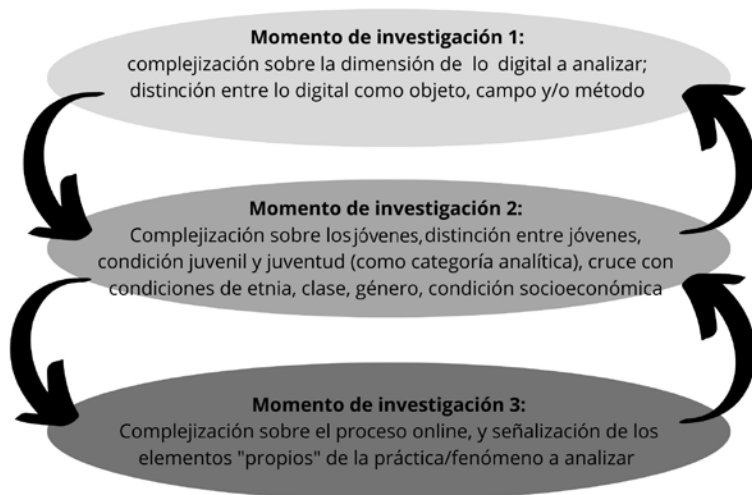 Momento de investigación 1:
complejización sobre la dimensión de lo digital a analizar;
distinción entre lo digital como objeto, campo y/o método
Momento de investigación 2:
Complejización sobre los jóvenes, distinción entre jóvenes,
condición juvenil y juventud (como categoría analítica), cruce con
condiciones de etnia, clase, género, condición socioeconómica
Momento de investigación 3:
Complejización sobre el proceso online, y señalización de los
elementos "propios" de la práctica/fenómeno a analizar